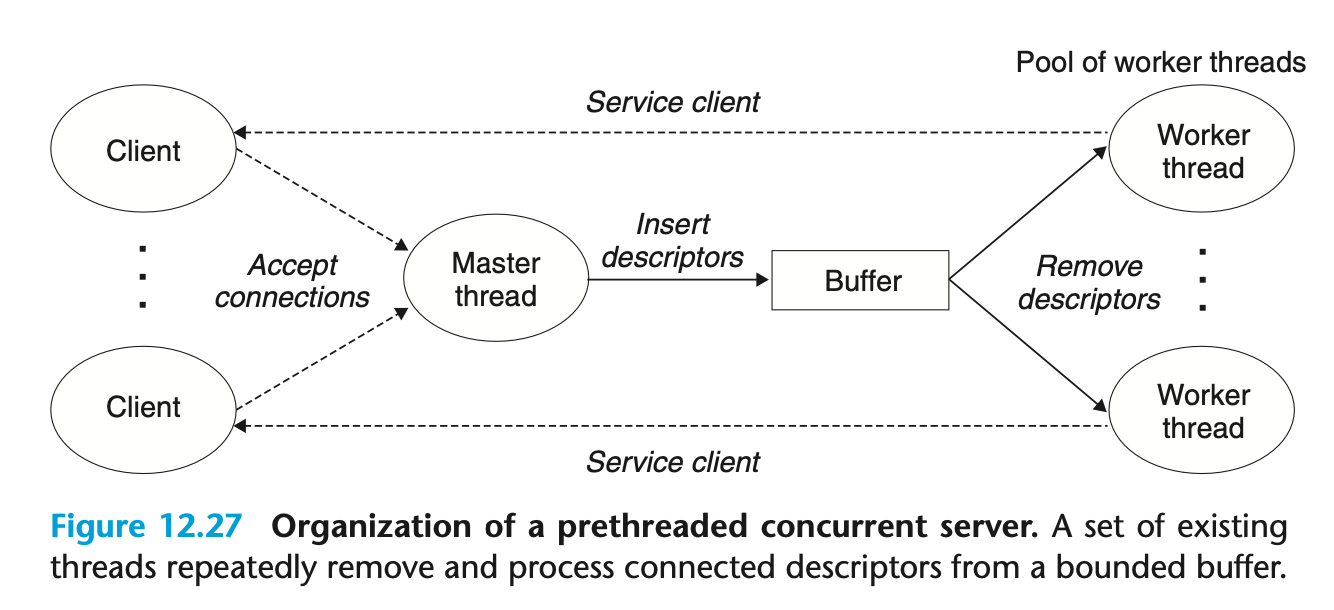 Pool of worker threads
Service client
Client
Worker
thread
Accept
connections
Master
thread
Insert
descriptors
Buffer
Remove
descriptors
Client
Worker
thread
Service client
Figure 12.27 Organization of a prethreaded concurrent server. A set of existing
threads repeatedly remove and process connected descriptors from a bounded buffer.